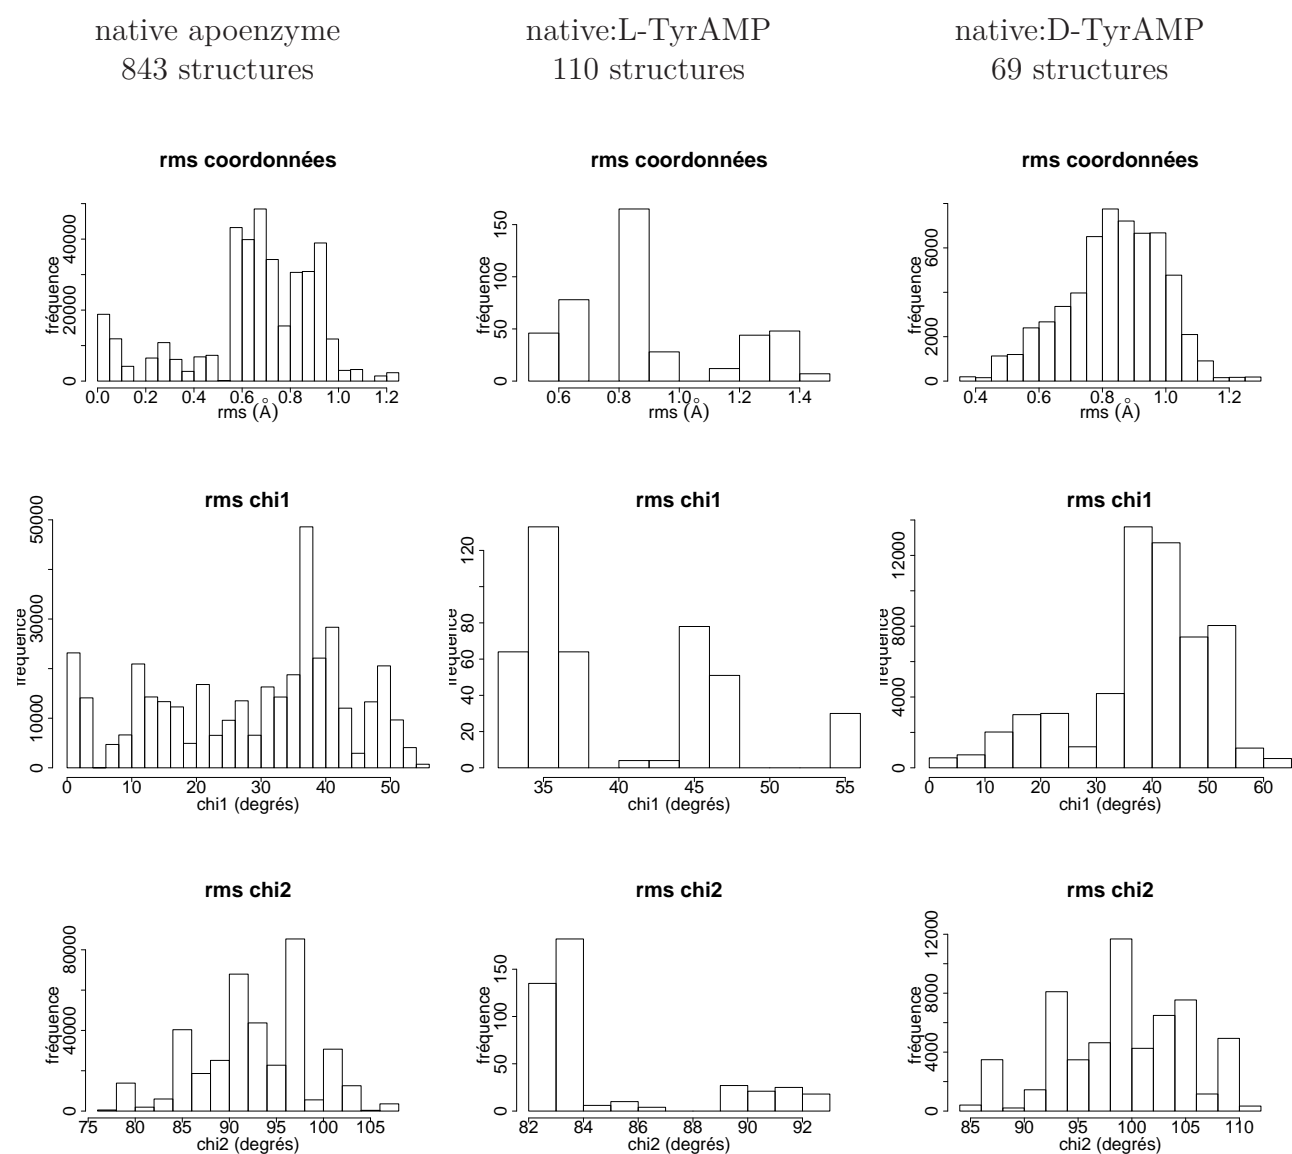 native apoenzyme native:L-TyrAMP native:D-TyrAMP
843 structures 110 structures 69 structures
rms coordonnées rms coordonnées rms coordonnées
fréquence
0 20000 40000
0.0 0.2 0.4 0.6 0.8 1.0 1.2
rms (Å)
fréquence
0 50 100 150
0.6 0.8 1.0 1.2 1.4
rms (Å)
fréquence
0 2000 6000
0.4 0.6 0.8 1.0 1.2
rms (Å)
rms chi1 rms chi1 rms chi1
fréquence
0 10000 30000 50000
0 10 20 30 40 50
chi1 (degrés)
fréquence
0 20 40 60 80 120
35 40 45 50 55
chi1 (degrés)
fréquence
0 4000 8000 12000
0 10 20 30 40 50 60
chi1 (degrés)
rms chi2 rms chi2 rms chi2
fréquence
0 40000 80000
75 80 85 90 95 100 105
chi2 (degrés)
fréquence
0 50 100 150
82 84 86 88 90 92
chi2 (degrés)
fréquence
0 4000 8000 12000
85 90 95 100 105 110
chi2 (degrés)